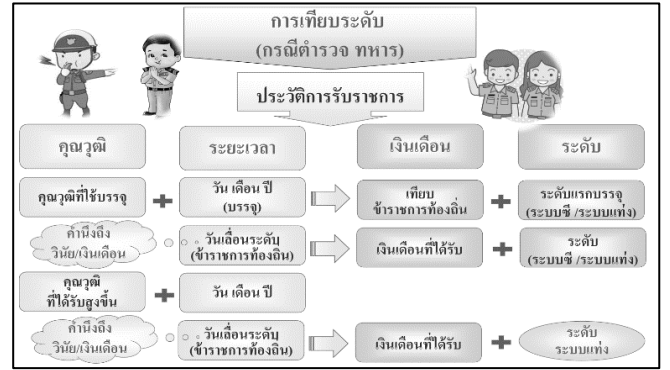 การเทียบระดับ
(กรณีตำรวจ ทหาร)
ประวัติการรับราชการ
คุณวุฒิ
ระยะเวลา
เงินเดือน
ระดับ
คุณวุฒิที่ใช้บรรจุ
วัน เดือน ปี
(บรรจุ)
เทียบ
ข้าราชการท้องถิ่น
ระดับแรกบรรจุ
(ระบบซี /ระบบแท่ง)
คำนึงถึง
วินัย/เงินเดือน
วันเลื่อนระดับ
(ข้าราชการท้องถิ่น)
เงินเดือนที่ได้รับ
ระดับ
(ระบบซี /ระบบแท่ง)
คุณวุฒิ
ที่ได้รับสูงขึ้น
วัน เดือน ปี
คำนึงถึง
วินัย/เงินเดือน
วันเลื่อนระดับ
(ข้าราชการท้องถิ่น)
เงินเดือนที่ได้รับ
ระดับ
ระบบแท่ง